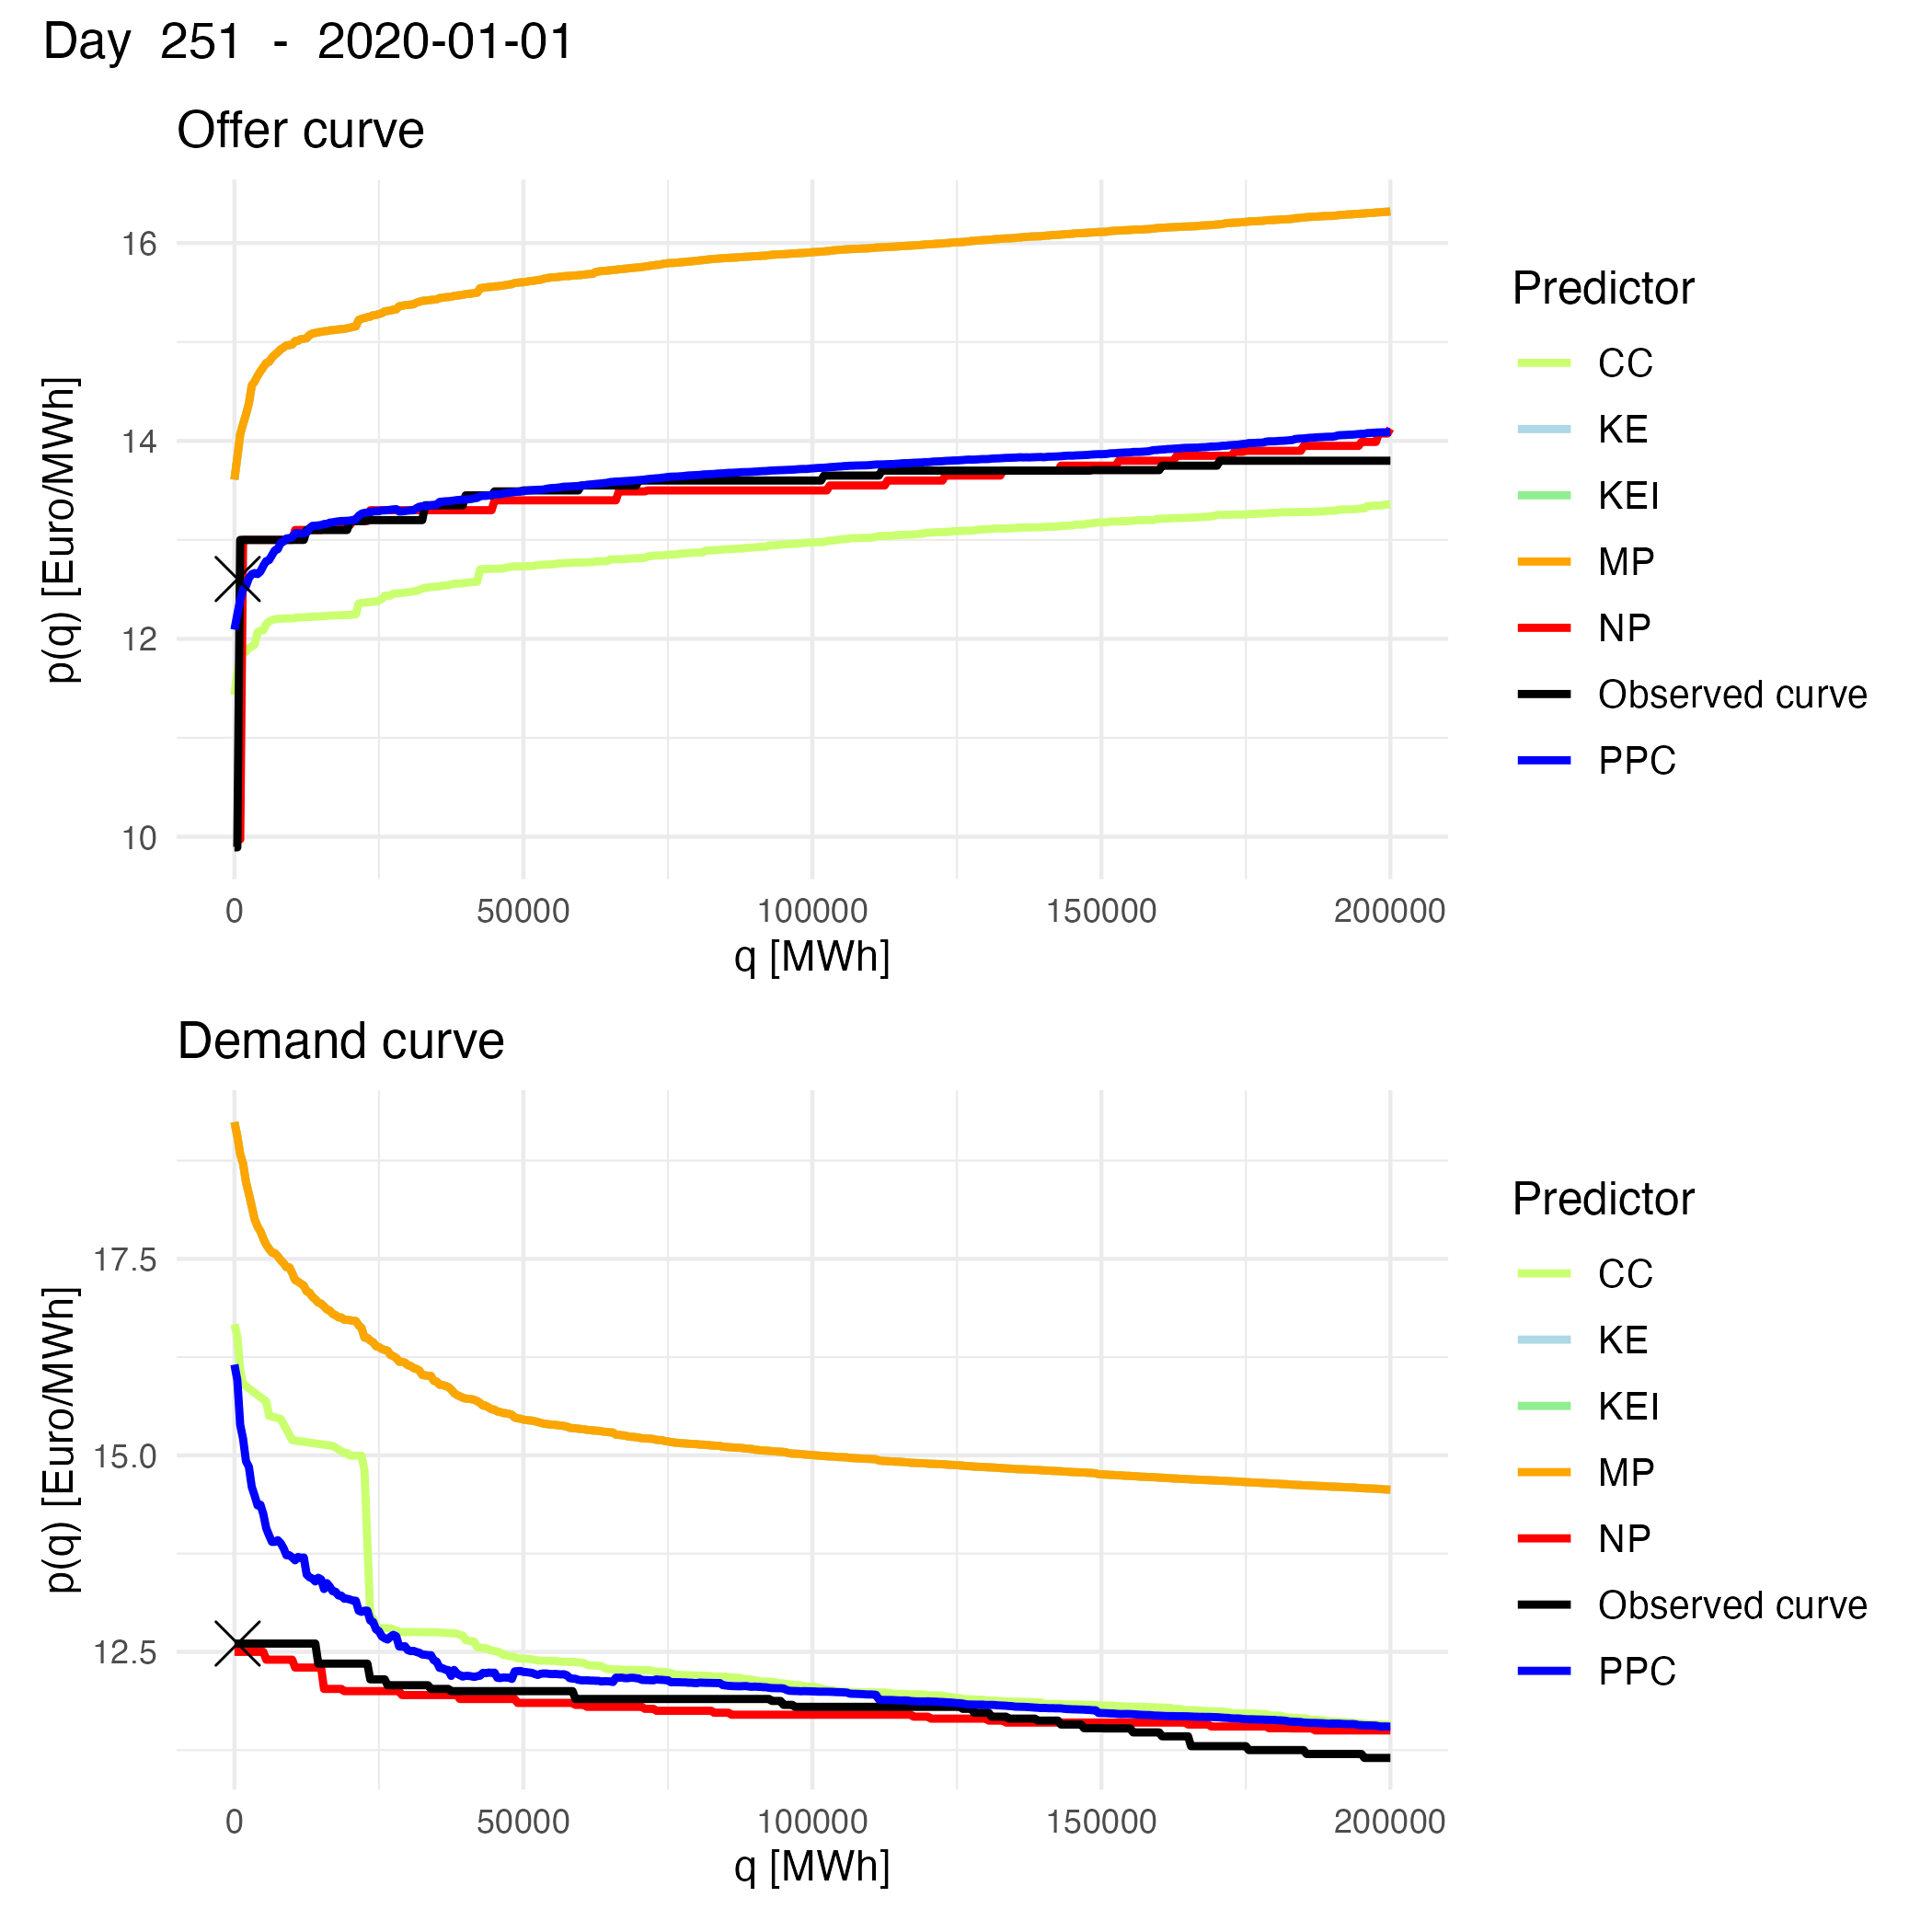 Day 251 - 2020-01-01
Offer curve
16
14
12
10
p(q) [Euro/MWh]
0 50000 100000 150000 200000
q [MWh]
Predictor
CC
KE
KEI
MP
NP
Observed curve
PPC
Demand curve
17.5
15.0
12.5
p(q) [Euro/MWh]
0 50000 100000 150000 200000
q [MWh]
Predictor
CC
KE
KEI
MP
NP
Observed curve
PPC